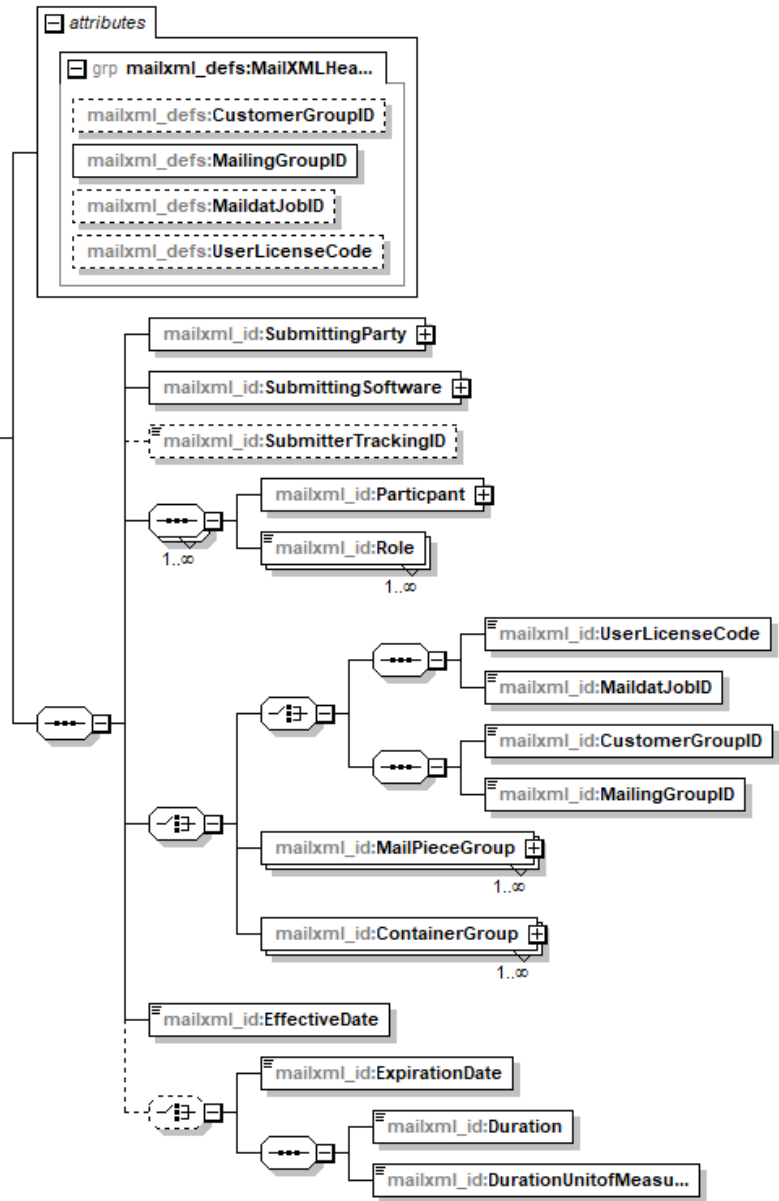 attributes
grp mailxml_defs:MailXMLHea...
mailxml_defs:CustomerGroupID
mailxml_defs:MailingGroupID
mailxml_defs:MaildatJobID
mailxml_defs:UserLicenseCode
mailxml_id:SubmittingParty
mailxml_id:SubmittingSoftware
mailxml_id:SubmitterTrackingID
mailxml_id:Particpant
1..∞
mailxml_id:Role
1..∞
mailxml_id:UserLicenseCode
mailxml_id:MaildatJobID
mailxml_id:CustomerGroupID
mailxml_id:MailingGroupID
mailxml_id:MailPieceGroup
1..∞
mailxml_id:ContainerGroup
1..∞
mailxml_id:EffectiveDate
mailxml_id:ExpirationDate
mailxml_id:Duration
mailxml_id:DurationUnitofMeasu...